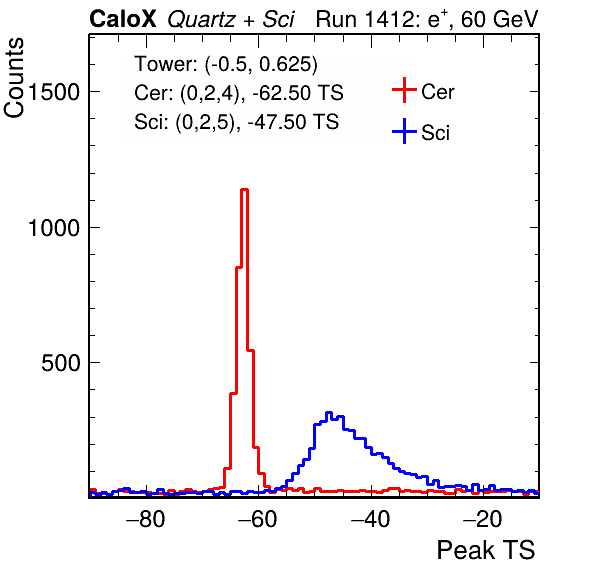 CaloX Quartz + Sci Run 1412: e⁺, 60 GeV
Counts
Tower: (-0.5, 0.625)
Cer: (0,2,4), -62.50 TS
Sci: (0,2,5), -47.50 TS
Cer
Sci
1500
1000
500
−80 −60 −40 −20
Peak TS